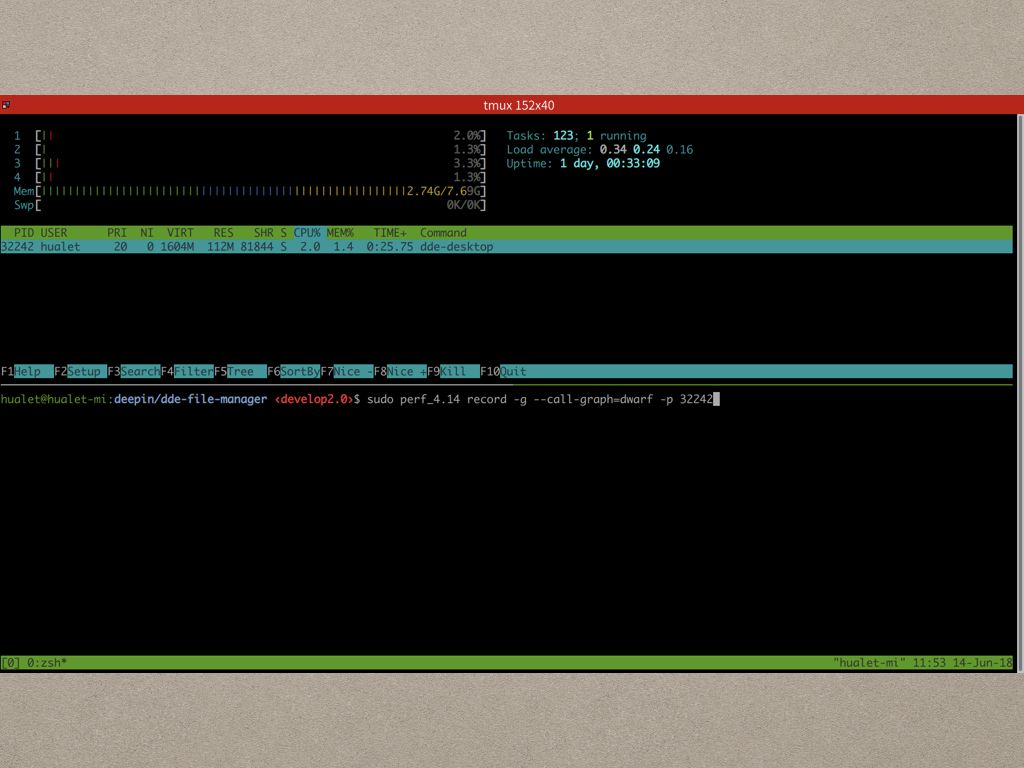 tmux 152x40
1 [|| 2.0%] Tasks: 123; 1 running
2 [| 1.3%] Load average: 0.34 0.24 0.16
3 [||| 3.3%] Uptime: 1 day, 00:33:09
4 [|| 1.3%]
Mem[||||||||||||||||||||||||||||||||||||||||||||||||||||||||2.74G/7.69G]
Swp[ 0K/0K]
PID USER PRI NI VIRT RES SHR S CPU% MEM% TIME+ Command
32242 hualet 20 0 1604M 112M 81844 S 2.0 1.4 0:25.75 dde-desktop
F1Help F2Setup F3SearchF4FilterF5Tree F6SortByF7Nice -F8Nice +F9Kill F10Quit
hualet@hualet-mi:deepin/dde-file-manager ‹develop2.0›$ sudo perf_4.14 record -g --call-graph=dwarf -p 32242
[0] 0:zsh* "hualet-mi" 11:53 14-Jun-18